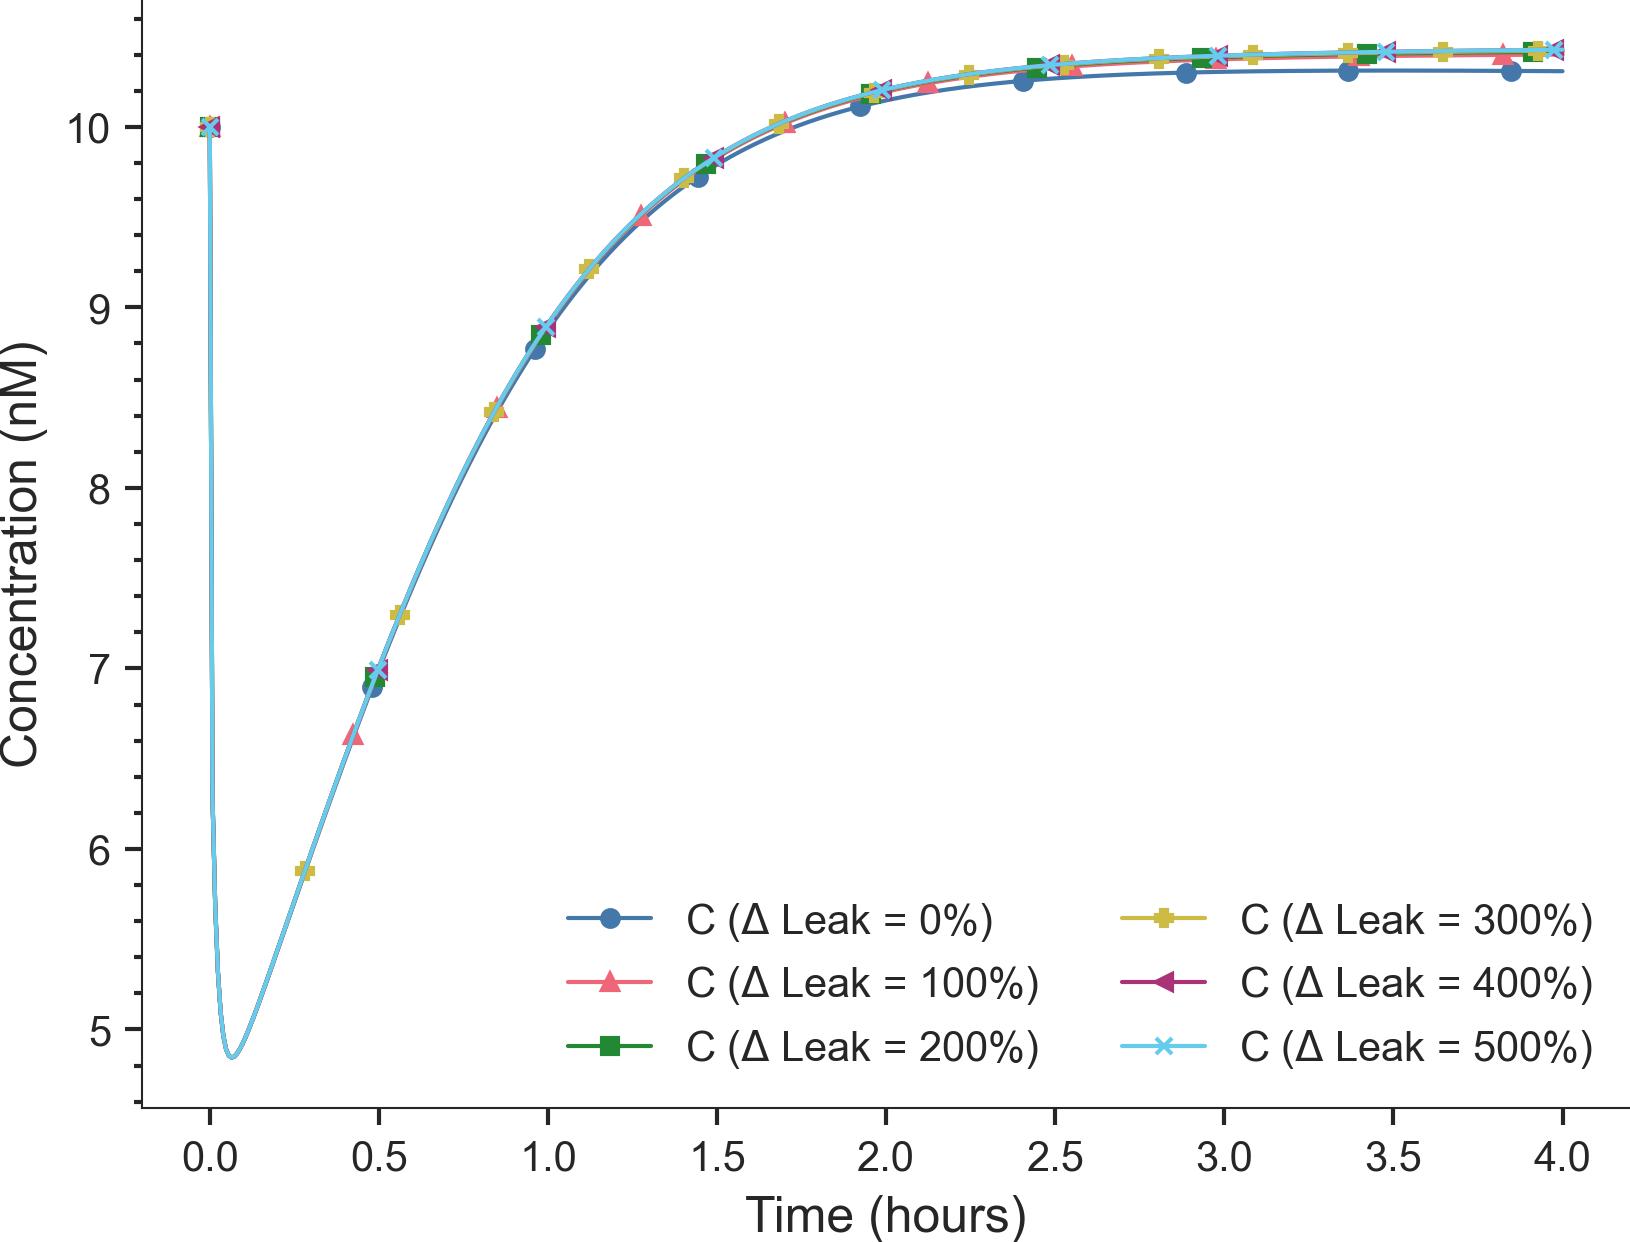 Concentration (nM)
10
9
8
7
6
5
C (Δ Leak = 0%)
C (Δ Leak = 100%)
C (Δ Leak = 200%)
C (Δ Leak = 300%)
C (Δ Leak = 400%)
C (Δ Leak = 500%)
0.0 0.5 1.0 1.5 2.0 2.5 3.0 3.5 4.0
Time (hours)